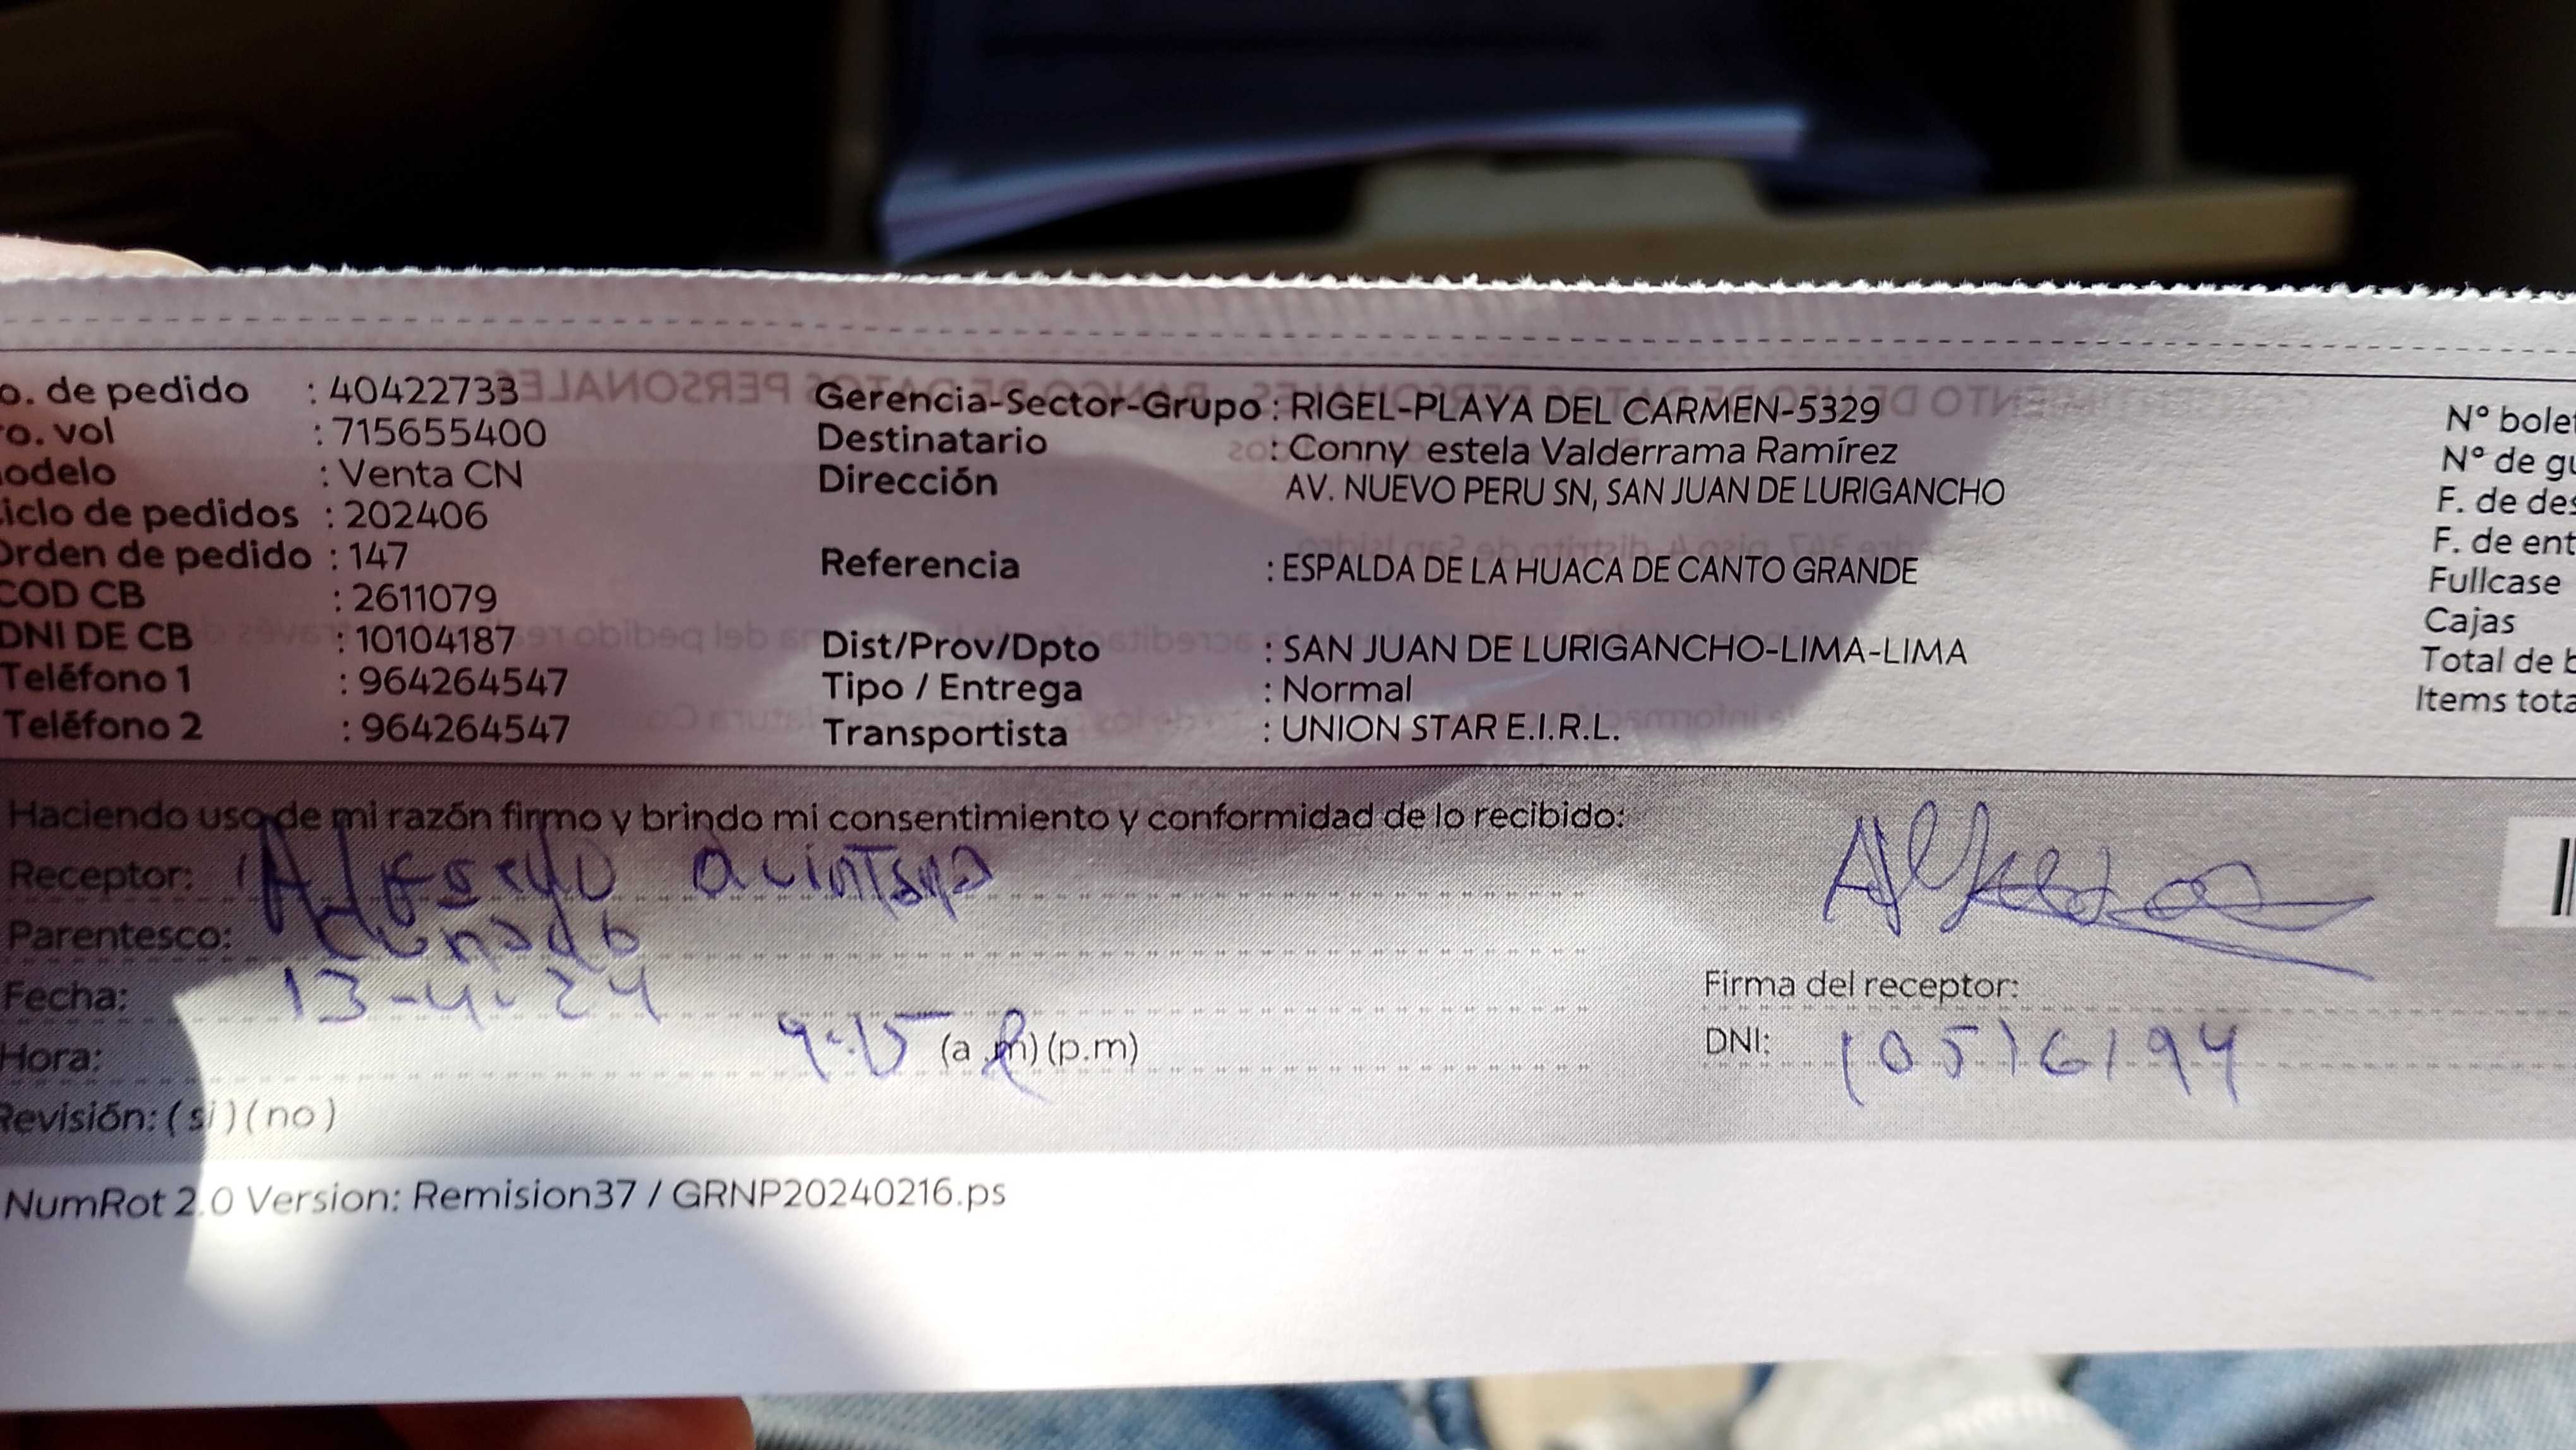 o. de pedido : 40422733
ro. vol : 715655400
odelo : Venta CN
iclo de pedidos : 202406
Orden de pedido : 147
COD CB : 2611079
DNI DE CB : 10104187
Teléfono 1 : 964264547
Teléfono 2 : 964264547
Gerencia-Sector-Grupo : RIGEL-PLAYA DEL CARMEN-5329
Destinatario : Conny estela Valderrama Ramírez
Dirección AV. NUEVO PERU SN, SAN JUAN DE LURIGANCHO
Referencia : ESPALDA DE LA HUACA DE CANTO GRANDE
Dist/Prov/Dpto : SAN JUAN DE LURIGANCHO-LIMA-LIMA
Tipo / Entrega : Normal
Transportista : UNION STAR E.I.R.L.
N° bolet
N° de gu
F. de des
F. de ent
Fullcase
Cajas
Total de b
Items tota
Haciendo uso de mi razón firmo y brindo mi consentimiento y conformidad de lo recibido:
Receptor: Alfredo Quintana
Parentesco: Cunado
Fecha: 13-4-24
Hora: 9:15 (a.m) (p.m)
Revisión: ( si ) ( no )
Firma del receptor:
DNI: 10516194
NumRot 2.0 Version: Remision37 / GRNP20240216.ps